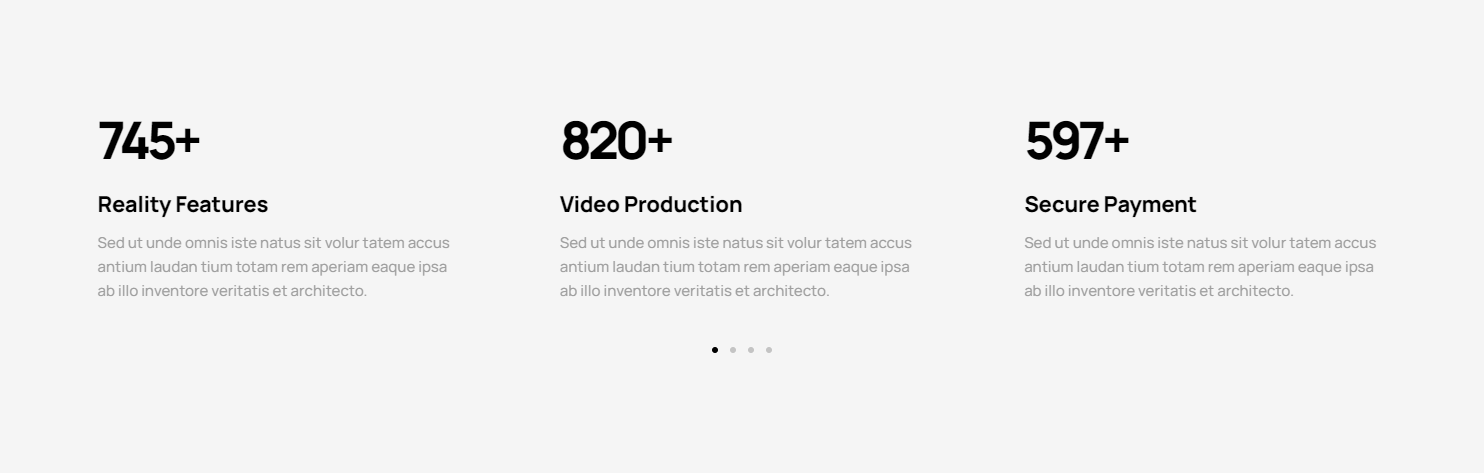 745+
Reality Features
Sed ut unde omnis iste natus sit volur tatem accus
antium laudan tium totam rem aperiam eaque ipsa
ab illo inventore veritatis et architecto.
820+
Video Production
Sed ut unde omnis iste natus sit volur tatem accus
antium laudan tium totam rem aperiam eaque ipsa
ab illo inventore veritatis et architecto.
597+
Secure Payment
Sed ut unde omnis iste natus sit volur tatem accus
antium laudan tium totam rem aperiam eaque ipsa
ab illo inventore veritatis et architecto.